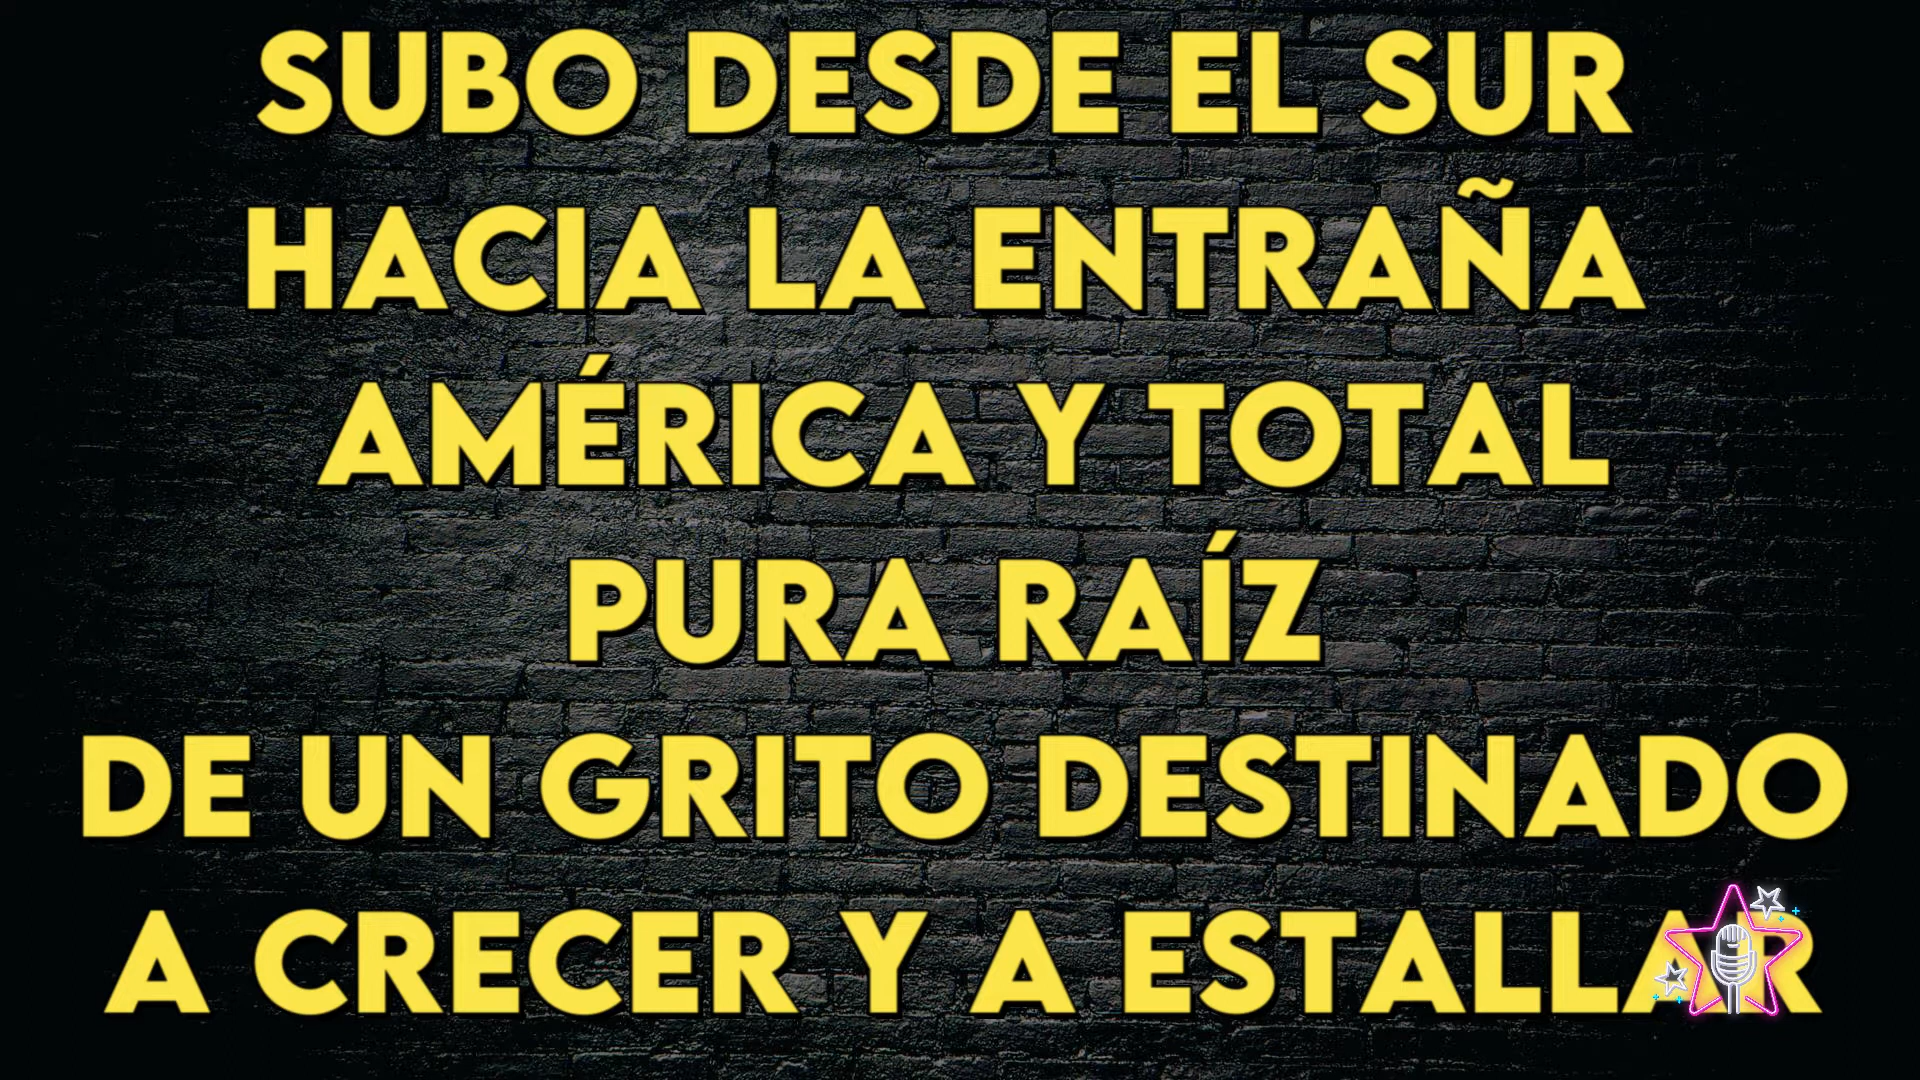 SUBO DESDE EL SUR
HACIA LA ENTRAÑA
AMÉRICA Y TOTAL
PURA RAÍZ
DE UN GRITO DESTINADO
A CRECER Y A ESTALLAR